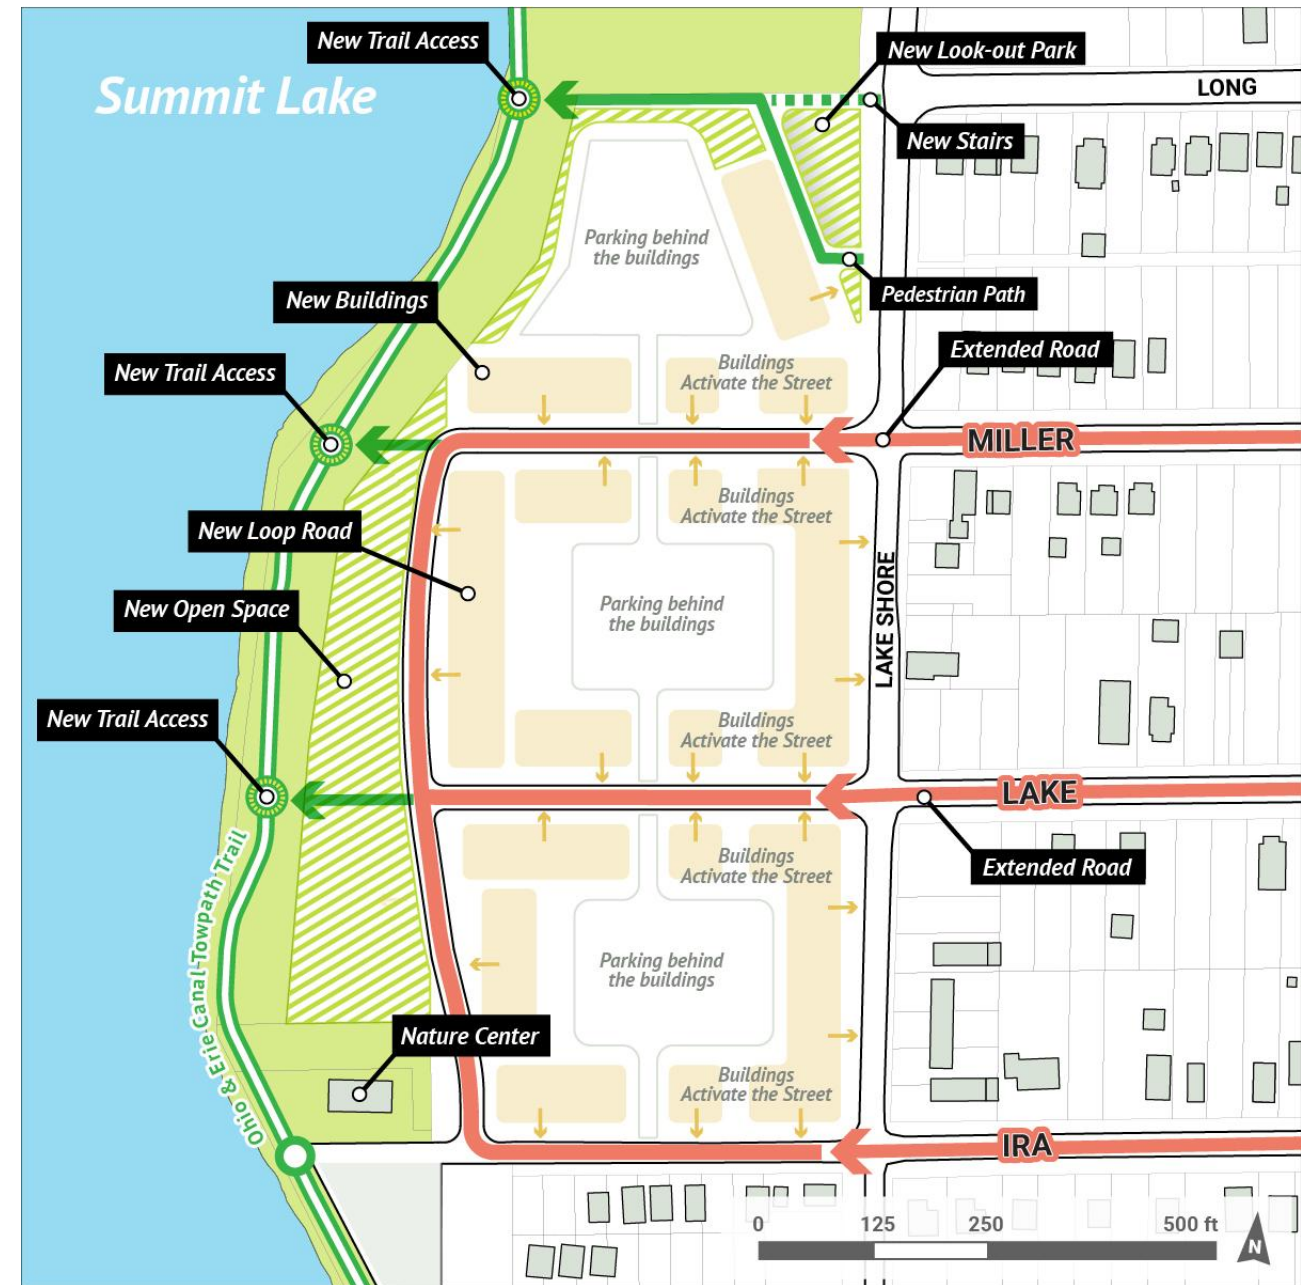 New Trail Access
New Look-out Park
Summit Lake
LONG
New Stairs
Parking behind
the buildings
New Buildings
Pedestrian Path
Extended Road
New Trail Access
Buildings
Activate the Street
MILLER
Buildings
Activate the Street
New Loop Road
LAKE SHORE
New Open Space
Parking behind
the buildings
New Trail Access
Buildings
Activate the Street
LAKE
Extended Road
Buildings
Activate the Street
Ohio & Erie Canal Towpath Trail
Parking behind
the buildings
Nature Center
Buildings
Activate the Street
IRA
0 125 250 500 ft
N